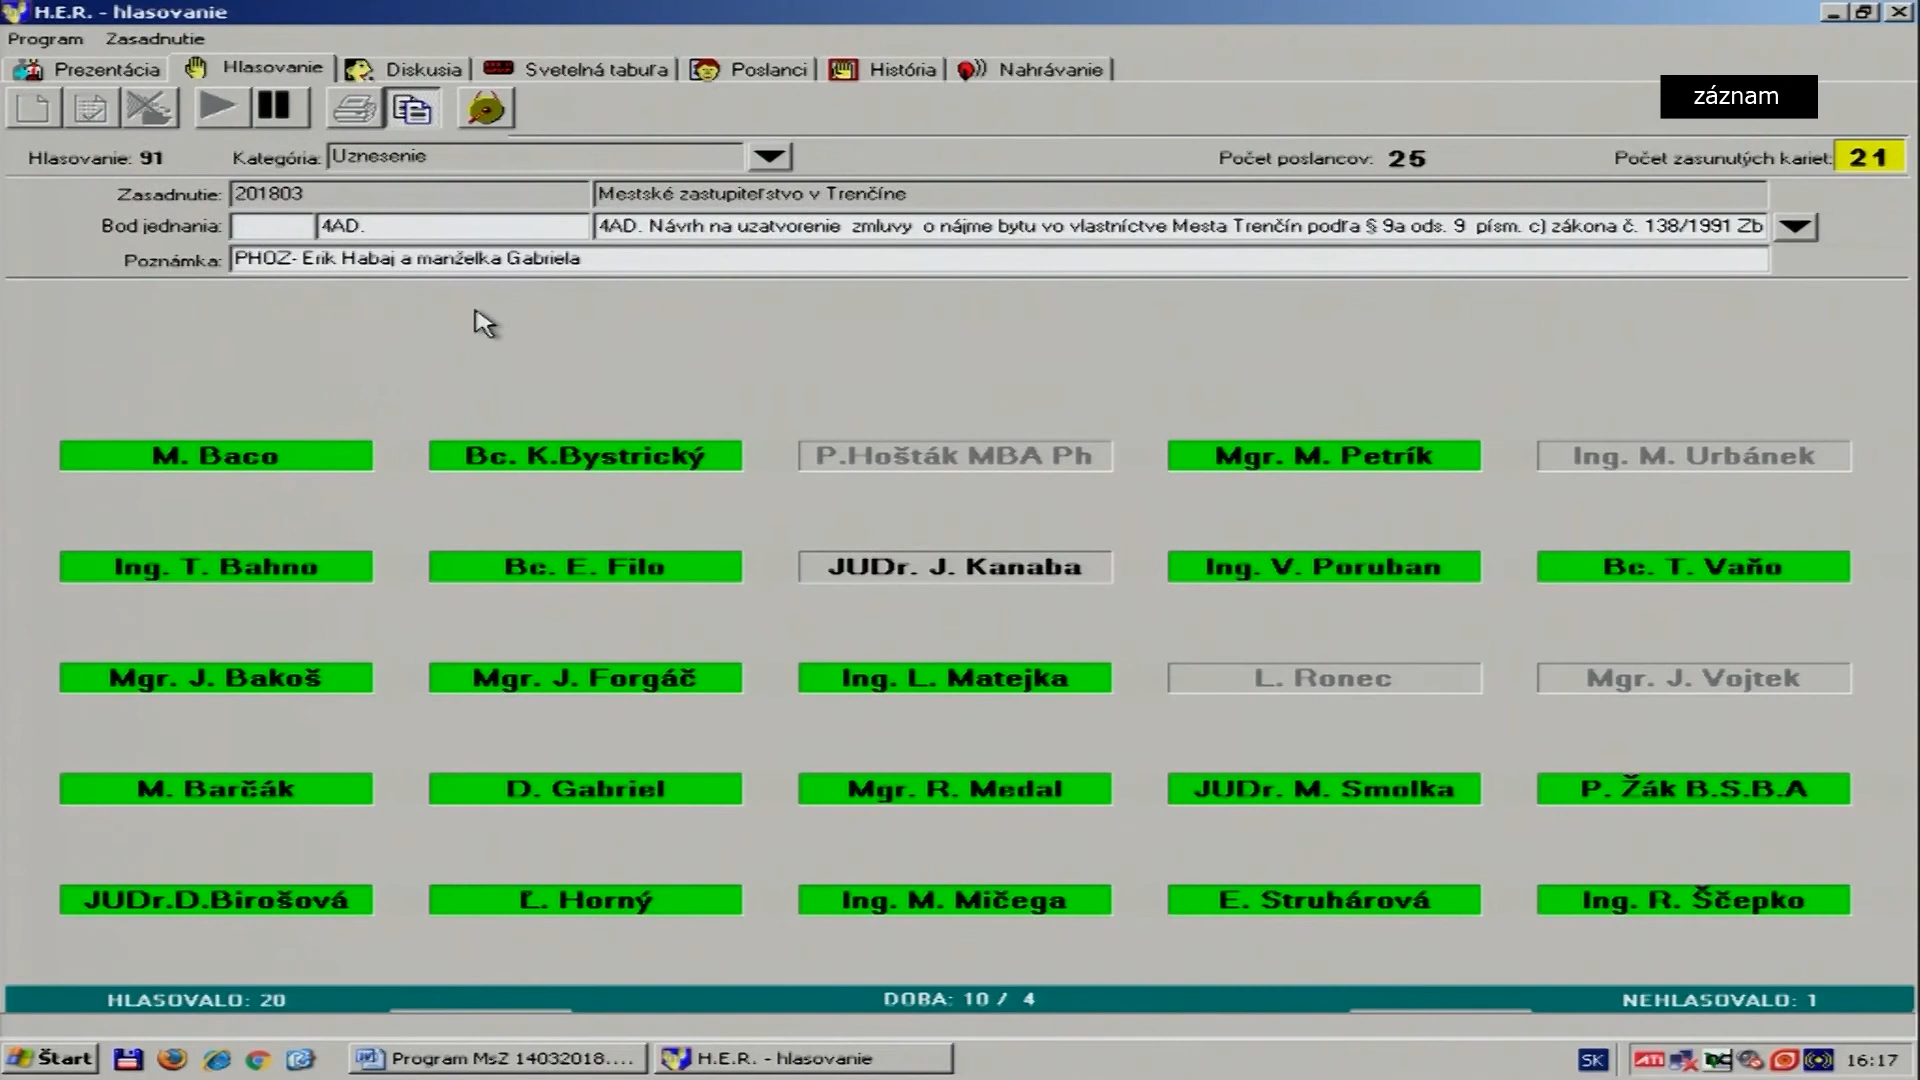 H.E.R. - hlasovanie
Program Zasadnutie
Prezentácia Hlasovanie Diskusia Svetelná tabuľa Poslanci História Nahrávanie
záznam
Hlasovanie: 91 Kategória: Uznesenie Počet poslancov: 25 Počet zasunutých kariet: 21
Zasadnutie: 201803 Mestské zastupiteľstvo v Trenčíne
Bod jednania: 4AD. 4AD. Návrh na uzatvorenie zmluvy o nájme bytu vo vlastníctve Mesta Trenčín podľa § 9a ods. 9 písm. c) zákona č. 138/1991 Zb
Poznámka: PHOZ- Erik Habaj a manželka Gabriela
M. Baco Bc. K.Bystrický P.Hošták MBA Ph Mgr. M. Petrík Ing. M. Urbánek
Ing. T. Bahno Bc. E. Filo JUDr. J. Kanaba Ing. V. Poruban Bc. T. Vaňo
Mgr. J. Bakoš Mgr. J. Forgáč Ing. L. Matejka L. Ronec Mgr. J. Vojtek
M. Barčák D. Gabriel Mgr. R. Medal JUDr. M. Smolka P. Žák B.S.B.A
JUDr.D.Birošová Ľ. Horný Ing. M. Mičega E. Struhárová Ing. R. Ščepko
HLASOVALO: 20 DOBA: 10 / 4 NEHLASOVALO: 1
Štart Program MsZ 14032018.... H.E.R. - hlasovanie SK ATI 16:17